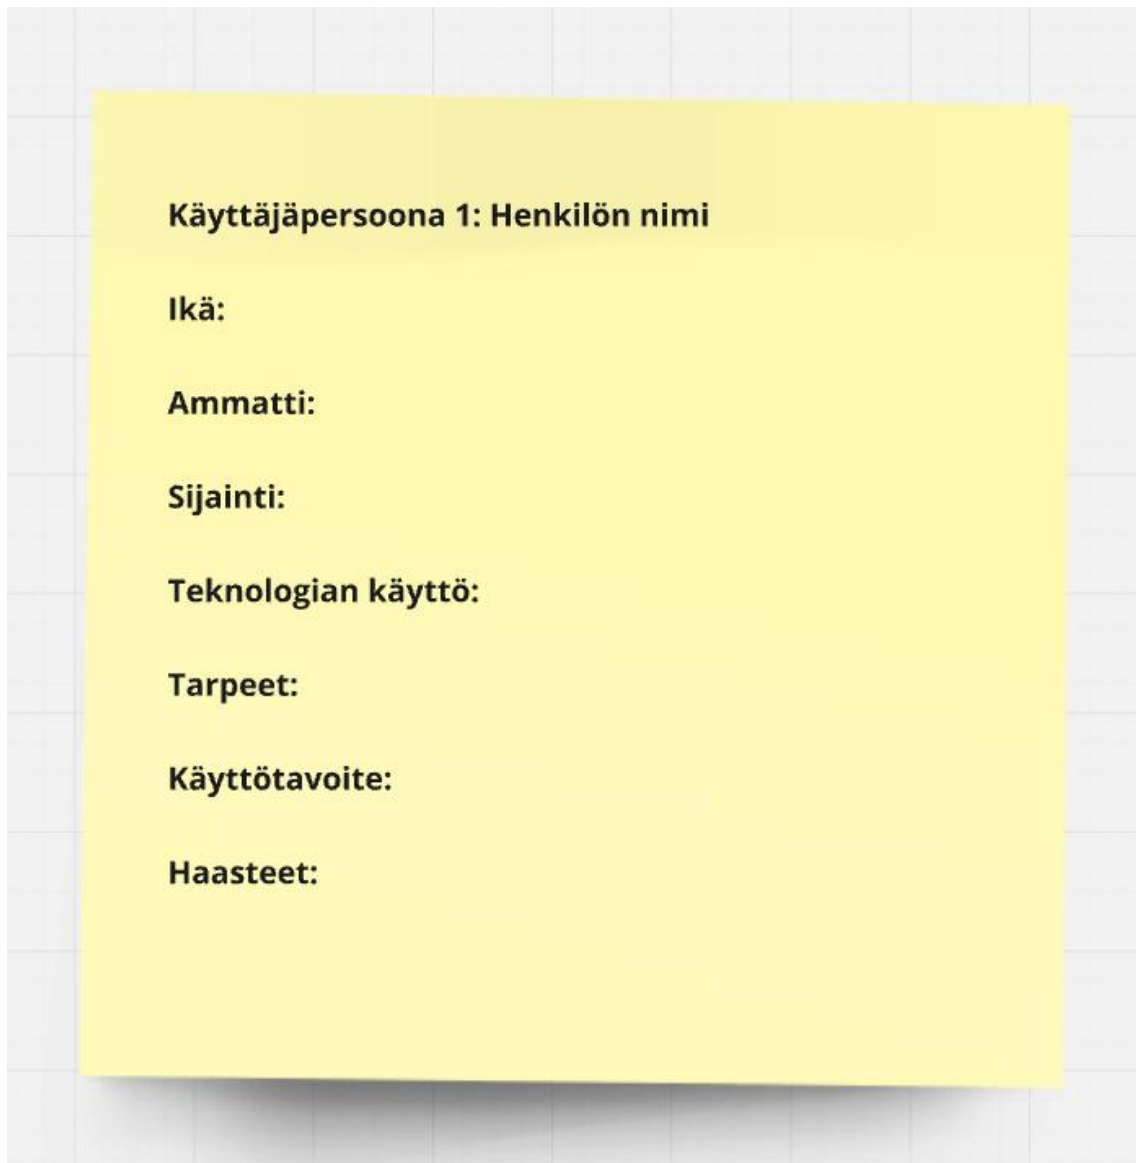 Käyttäjäpersoona 1: Henkilön nimi
Ikä:
Ammatti:
Sijainti:
Teknologian käyttö:
Tarpeet:
Käyttötavoite:
Haasteet: